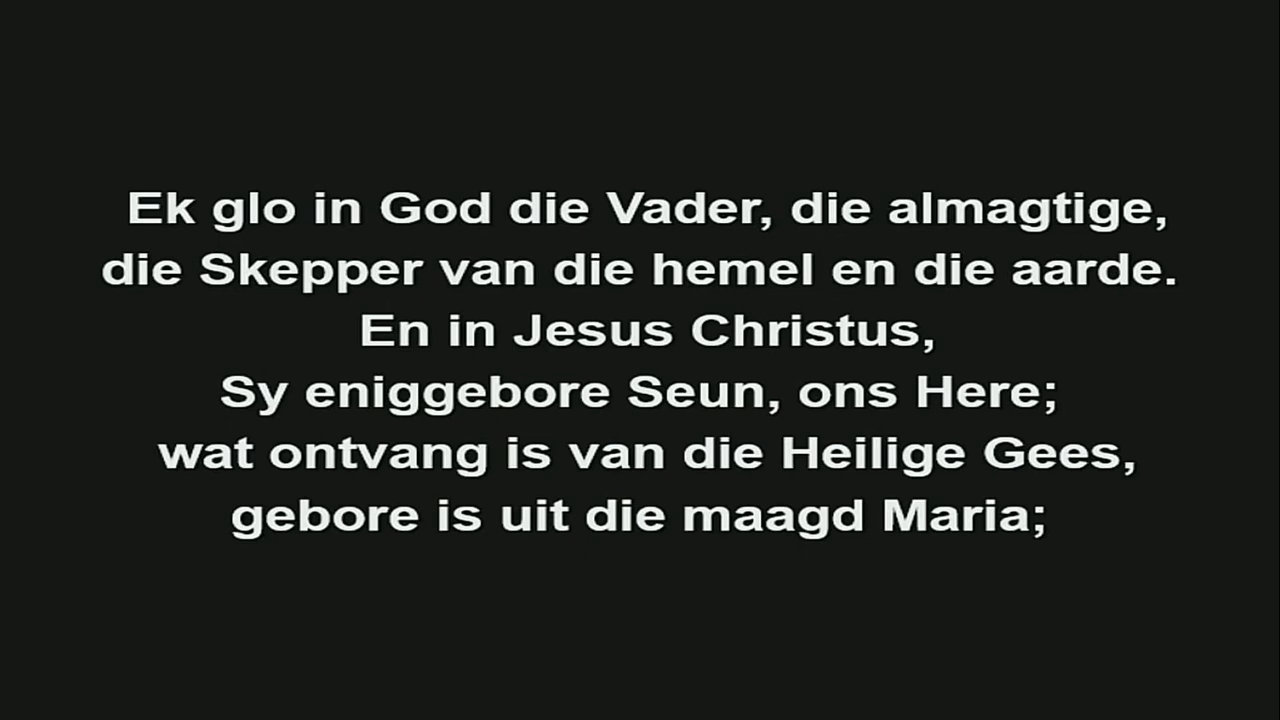 Ek glo in God die Vader, die almagtige,
die Skepper van die hemel en die aarde.
En in Jesus Christus,
Sy eniggebore Seun, ons Here;
wat ontvang is van die Heilige Gees,
gebore is uit die maagd Maria;